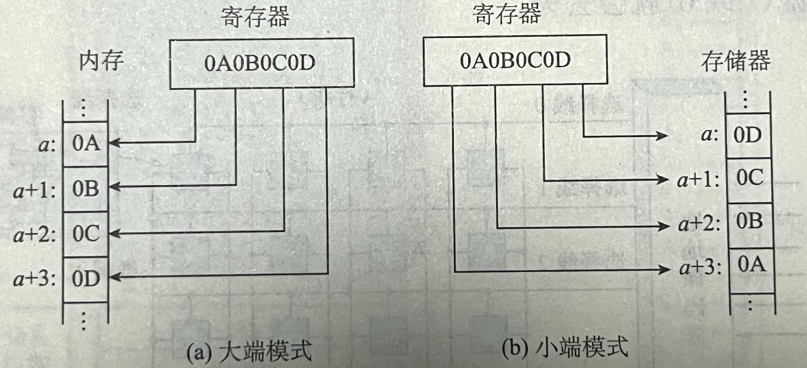 寄存器
内存
0A0B0C0D
⋮
a: 0A
a+1: 0B
a+2: 0C
a+3: 0D
⋮
(a) 大端模式
寄存器
0A0B0C0D
存储器
⋮
a: 0D
a+1: 0C
a+2: 0B
a+3: 0A
⋮
(b) 小端模式